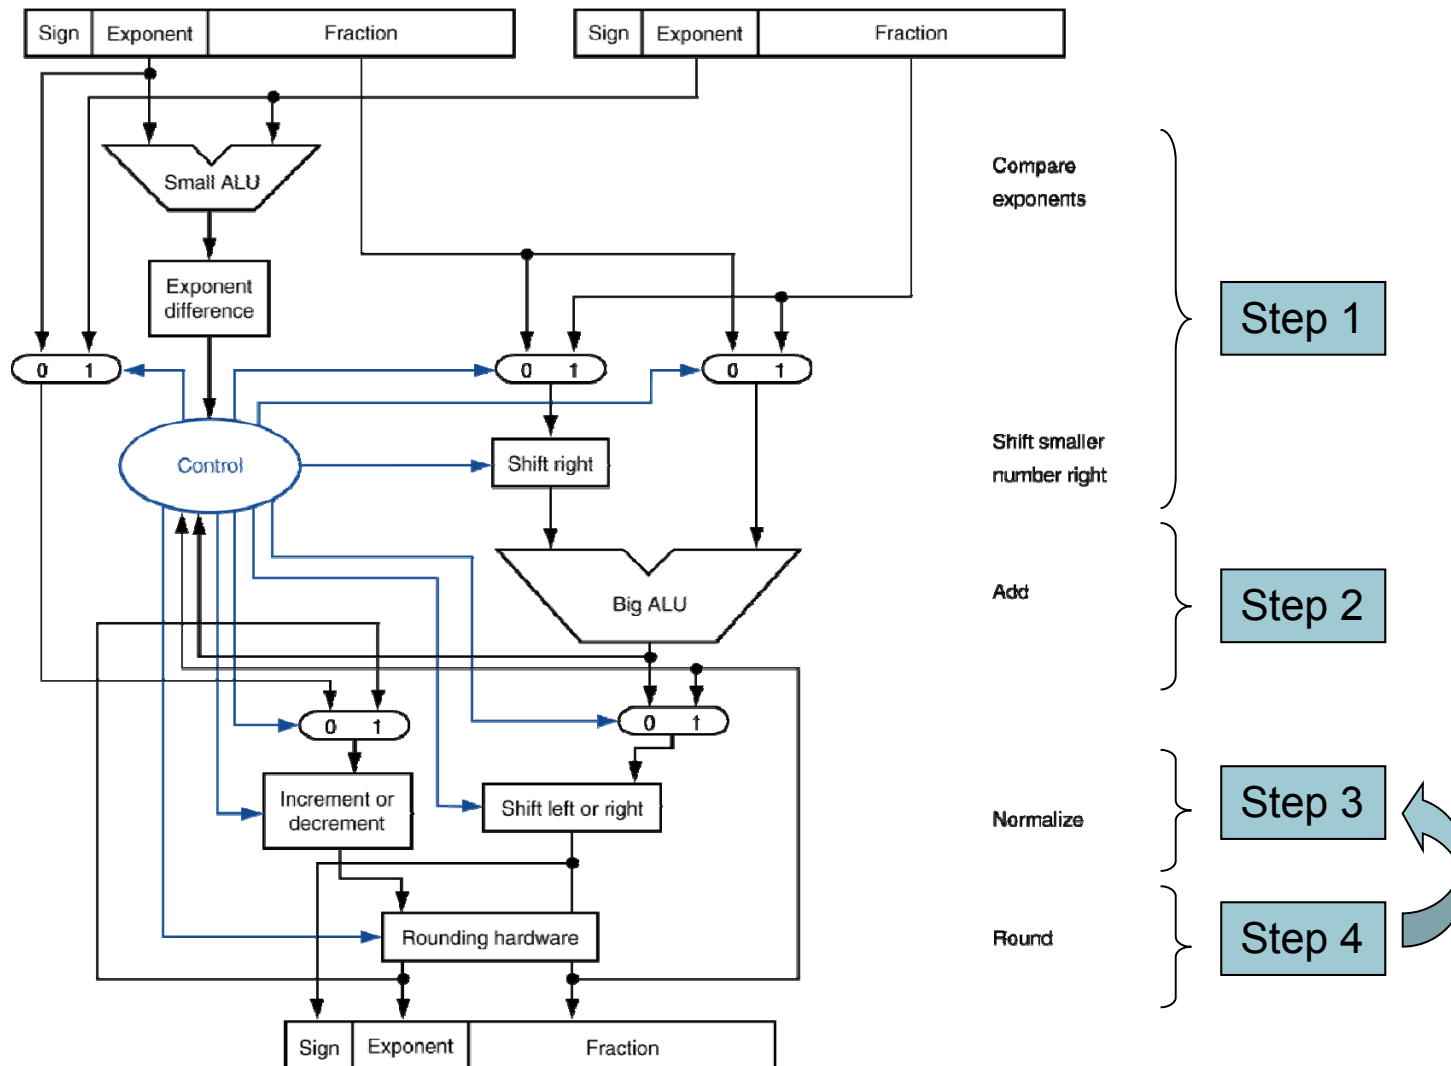 Sign Exponent Fraction Sign Exponent Fraction
Small ALU
Compare
exponents
Exponent
difference
Step 1
0 1 0 1 0 1
Control
Shift right
Shift smaller
number right
Big ALU
Add
Step 2
0 1 0 1
Increment or
decrement
Shift left or right
Normalize
Step 3
Rounding hardware
Round
Step 4
Sign Exponent Fraction